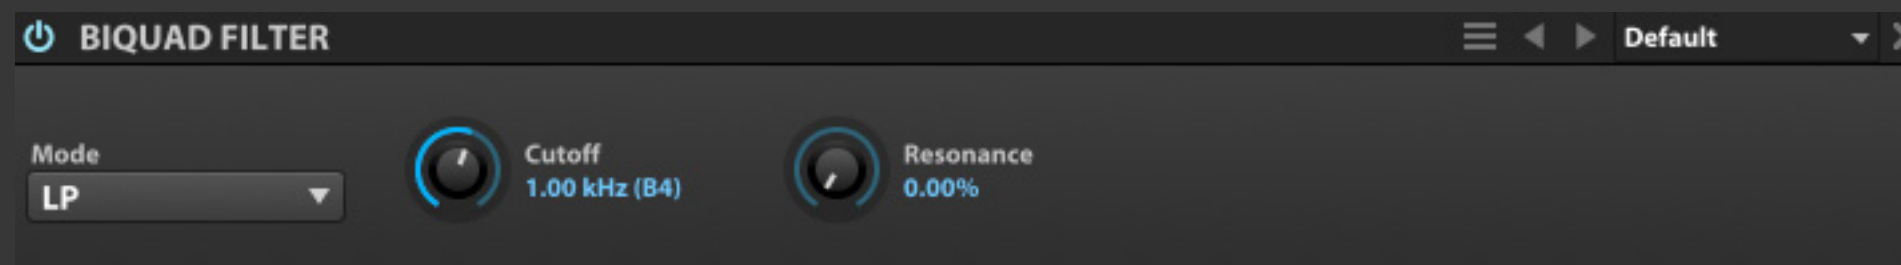 BIQUAD FILTER
Default
Mode
LP
Cutoff
1.00 kHz (B4)
Resonance
0.00%